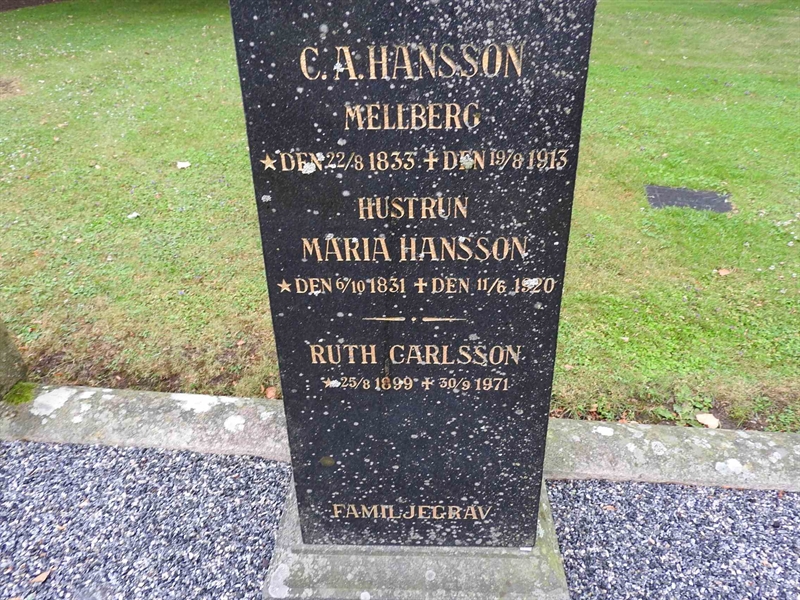 C. A. HANSSON
MELLBERG
★ DEN 22/8 1833 ✝ DEN 19/8 1913
HUSTRUN
MARIA HANSSON
★ DEN 6/10 1831 ✝ DEN 11/6 1920
RUTH CARLSSON
★ 25/8 1899 ✝ 30/9 1971
FAMILJEGRAV